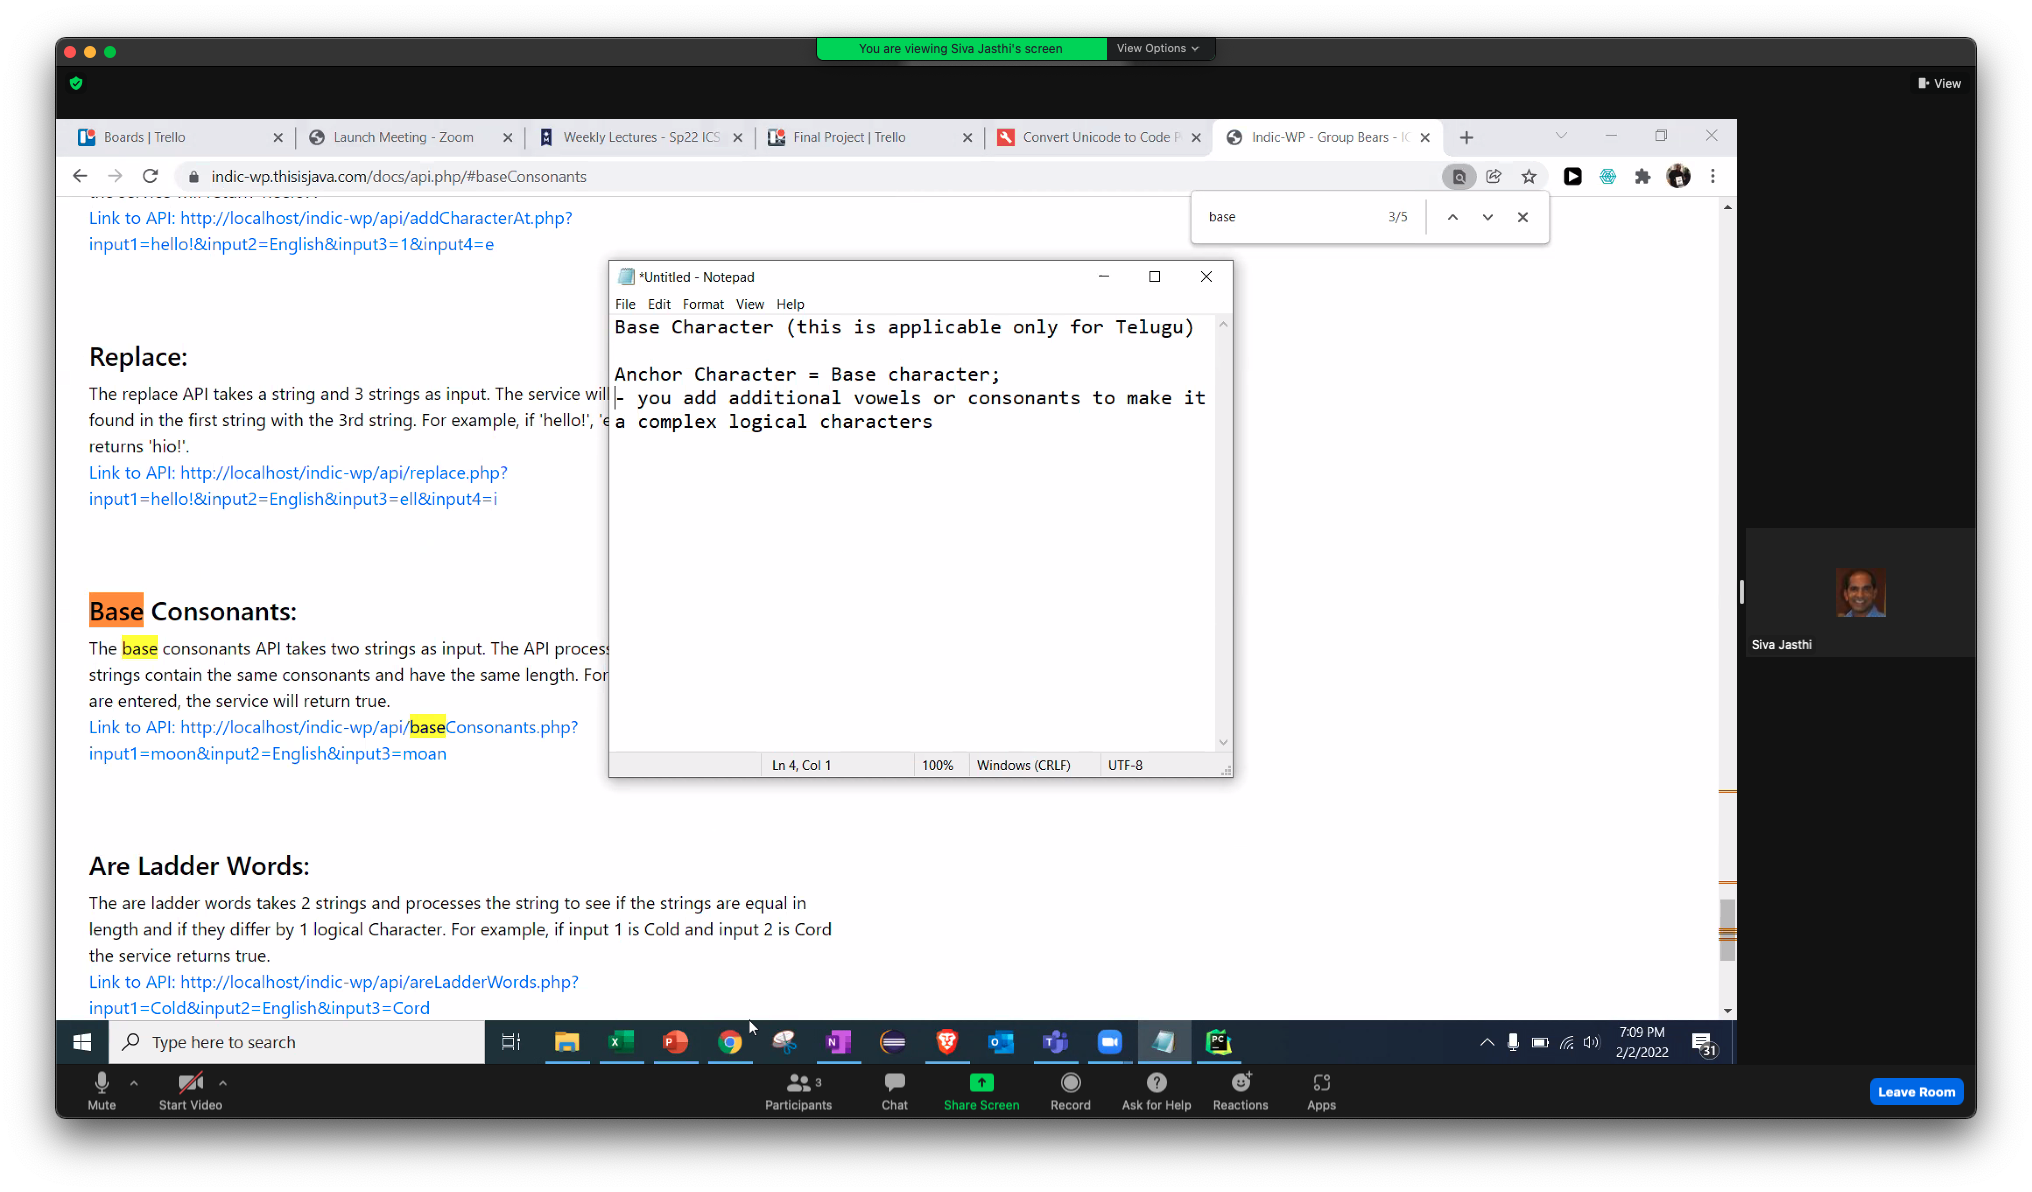 You are viewing Siva Jasthi's screen
View Options
View
Boards | Trello
Launch Meeting - Zoom
Weekly Lectures - Sp22 ICS
Final Project | Trello
Convert Unicode to Code P
Indic-WP - Group Bears - IC
indic-wp.thisisjava.com/docs/api.php/#baseConsonants
base 3/5
Link to API: http://localhost/indic-wp/api/addCharacterAt.php?
input1=hello!&input2=English&input3=1&input4=e
Replace:
The replace API takes a string and 3 strings as input. The service will
found in the first string with the 3rd string. For example, if 'hello!', 'e
returns 'hio!'.
Link to API: http://localhost/indic-wp/api/replace.php?
input1=hello!&input2=English&input3=ell&input4=i
Base Consonants:
The base consonants API takes two strings as input. The API process
strings contain the same consonants and have the same length. For
are entered, the service will return true.
Link to API: http://localhost/indic-wp/api/baseConsonants.php?
input1=moon&input2=English&input3=moan
Are Ladder Words:
The are ladder words takes 2 strings and processes the string to see if the strings are equal in
length and if they differ by 1 logical Character. For example, if input 1 is Cold and input 2 is Cord
the service returns true.
Link to API: http://localhost/indic-wp/api/areLadderWords.php?
input1=Cold&input2=English&input3=Cord
*Untitled - Notepad
File Edit Format View Help
Base Character (this is applicable only for Telugu)
Anchor Character = Base character;
- you add additional vowels or consonants to make it
a complex logical characters
Ln 4, Col 1 100% Windows (CRLF) UTF-8
Siva Jasthi
Type here to search
7:09 PM
2/2/2022
31
Mute
Start Video
Participants 3
Chat
Share Screen
Record
Ask for Help
Reactions
Apps
Leave Room